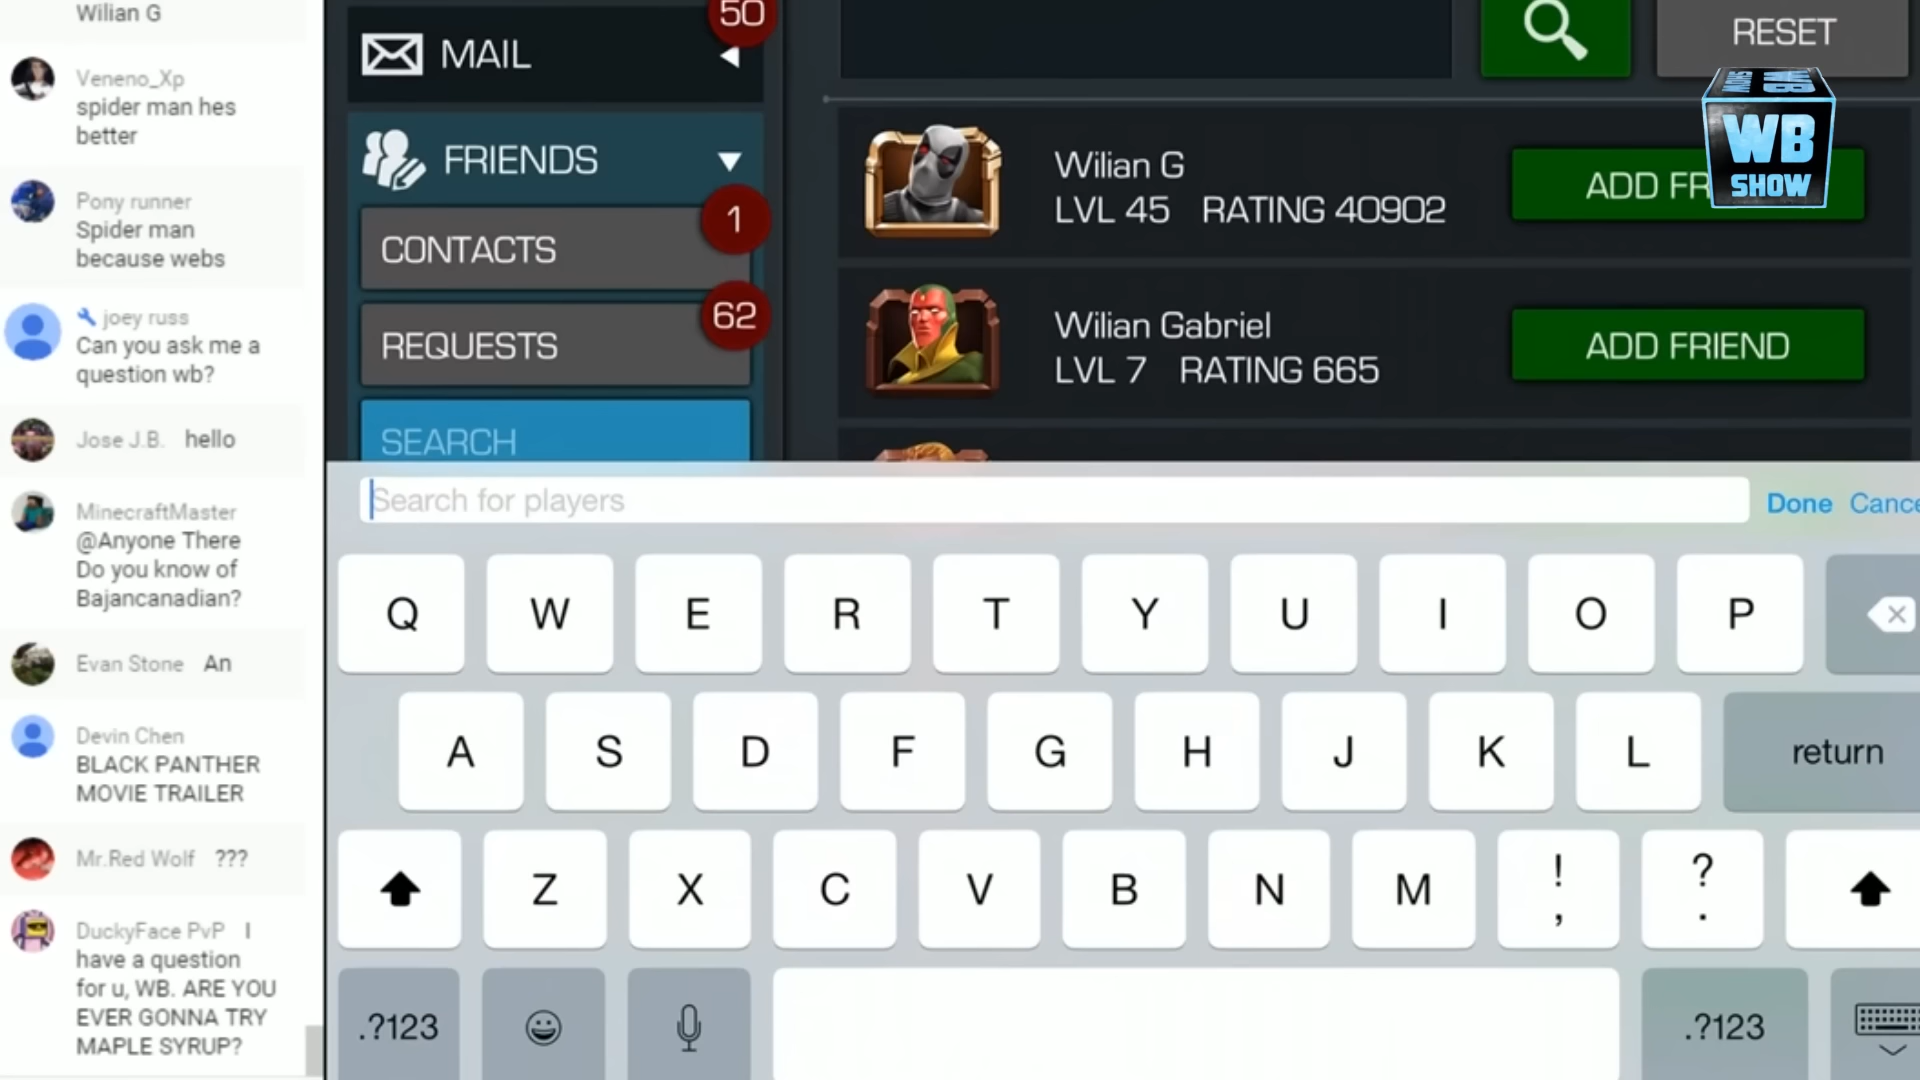 Wilian G
Veneno_Xp
spider man hes
better
Pony runner
Spider man
because webs
joey russ
Can you ask me a
question wb?
Jose J.B. hello
MinecraftMaster
@Anyone There
Do you know of
Bajancanadian?
Evan Stone An
Devin Chen
BLACK PANTHER
MOVIE TRAILER
Mr.Red Wolf ???
DuckyFace PvP I
have a question
for u, WB. ARE YOU
EVER GONNA TRY
MAPLE SYRUP?
50
MAIL
FRIENDS
1
CONTACTS
62
REQUESTS
SEARCH
RESET
WB
SHOW
WB
SHOW
Wilian G
LVL 45 RATING 40902
ADD FR
Wilian Gabriel
LVL 7 RATING 665
ADD FRIEND
Search for players
Done Cance
Q W E R T Y U I O P
A S D F G H J K L return
Z X C V B N M ! ?
, .
.?123 .?123